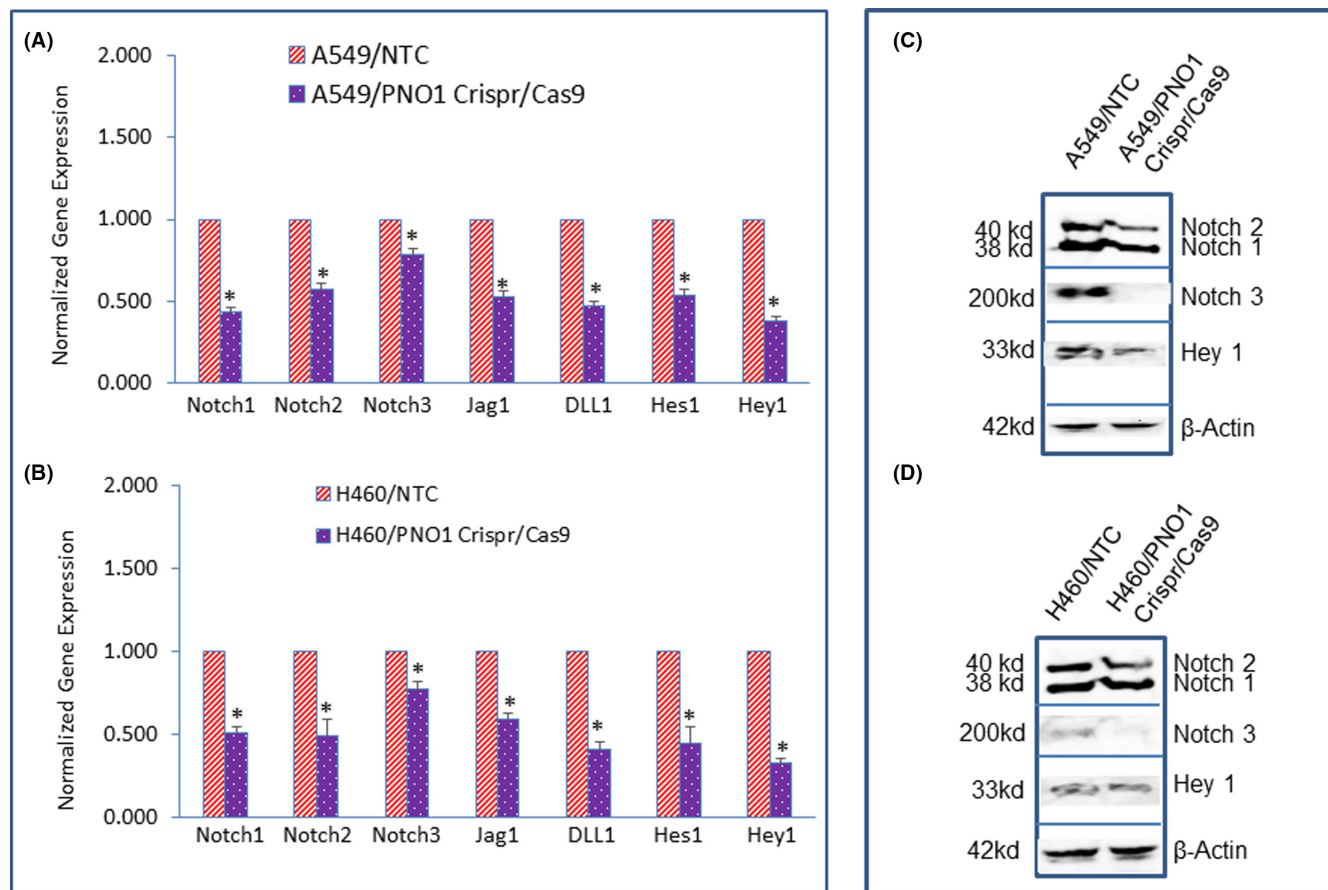 (A)
A549/NTC
A549/PNO1 Crispr/Cas9
Normalized Gene Expression
2.000
1.500
1.000
0.500
0.000
* * * * * * *
Notch1 Notch2 Notch3 Jag1 DLL1 Hes1 Hey1
(B)
H460/NTC
H460/PNO1 Crispr/Cas9
Normalized Gene Expression
2.000
1.500
1.000
0.500
0.000
* * * * * * *
Notch1 Notch2 Notch3 Jag1 DLL1 Hes1 Hey1
(C)
A549/NTC
A549/PNO1
Crispr/Cas9
40 kd Notch 2
38 kd Notch 1
200kd Notch 3
33kd Hey 1
42kd β-Actin
(D)
H460/NTC
H460/PNO1
Crispr/Cas9
40 kd Notch 2
38 kd Notch 1
200kd Notch 3
33kd Hey 1
42kd β-Actin